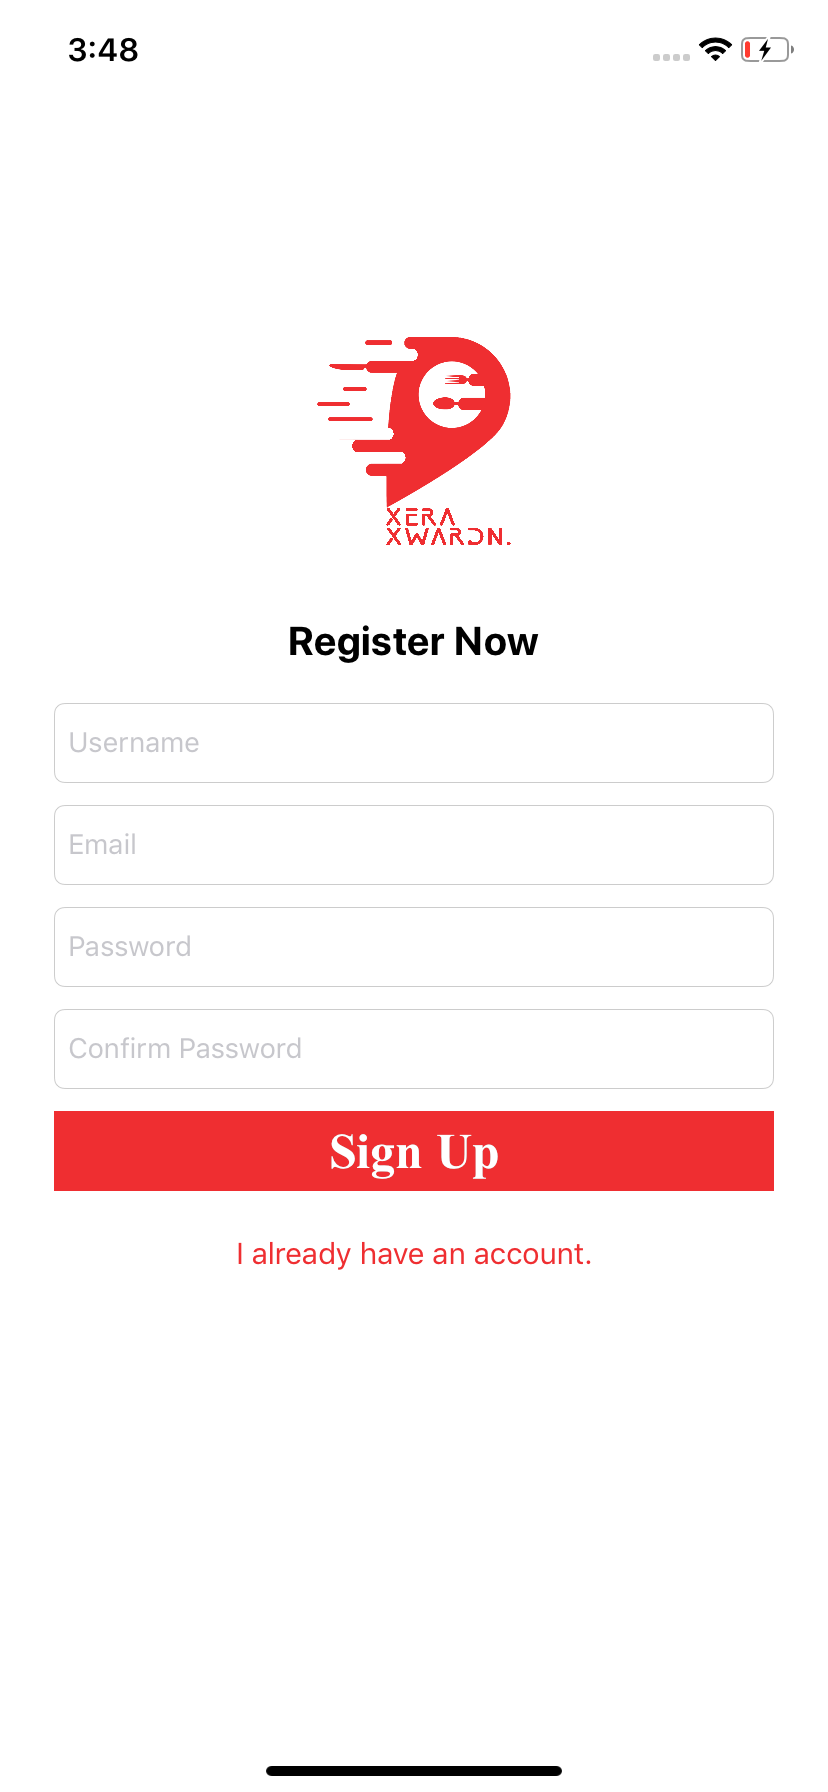 3:48
XERA
XWARDN.
Register Now
Username
Email
Password
Confirm Password
Sign Up
I already have an account.